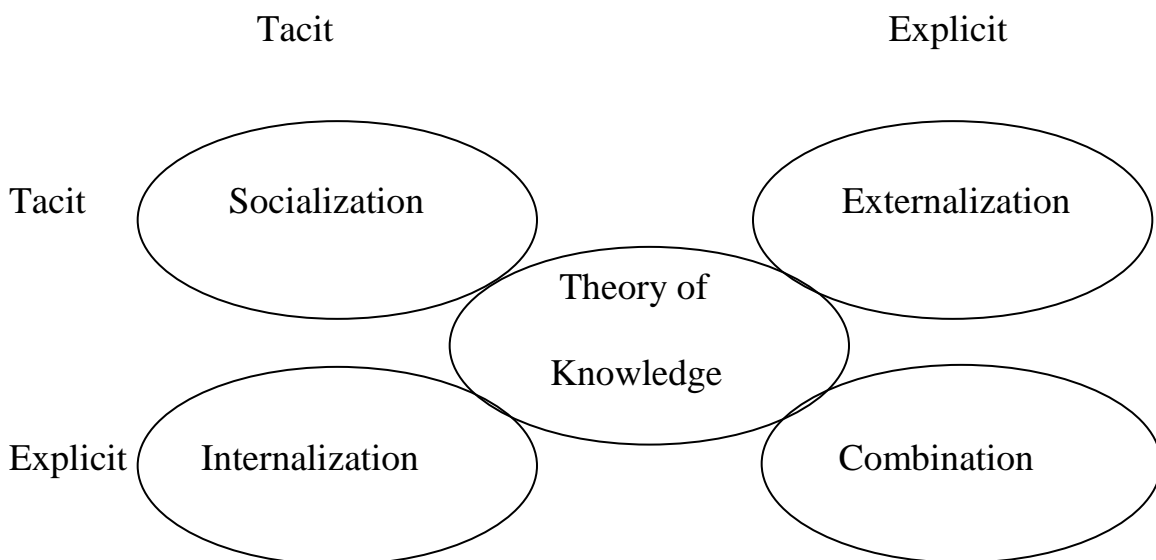 Tacit Explicit
Tacit Socialization Externalization
Theory of
Knowledge
Explicit Internalization Combination